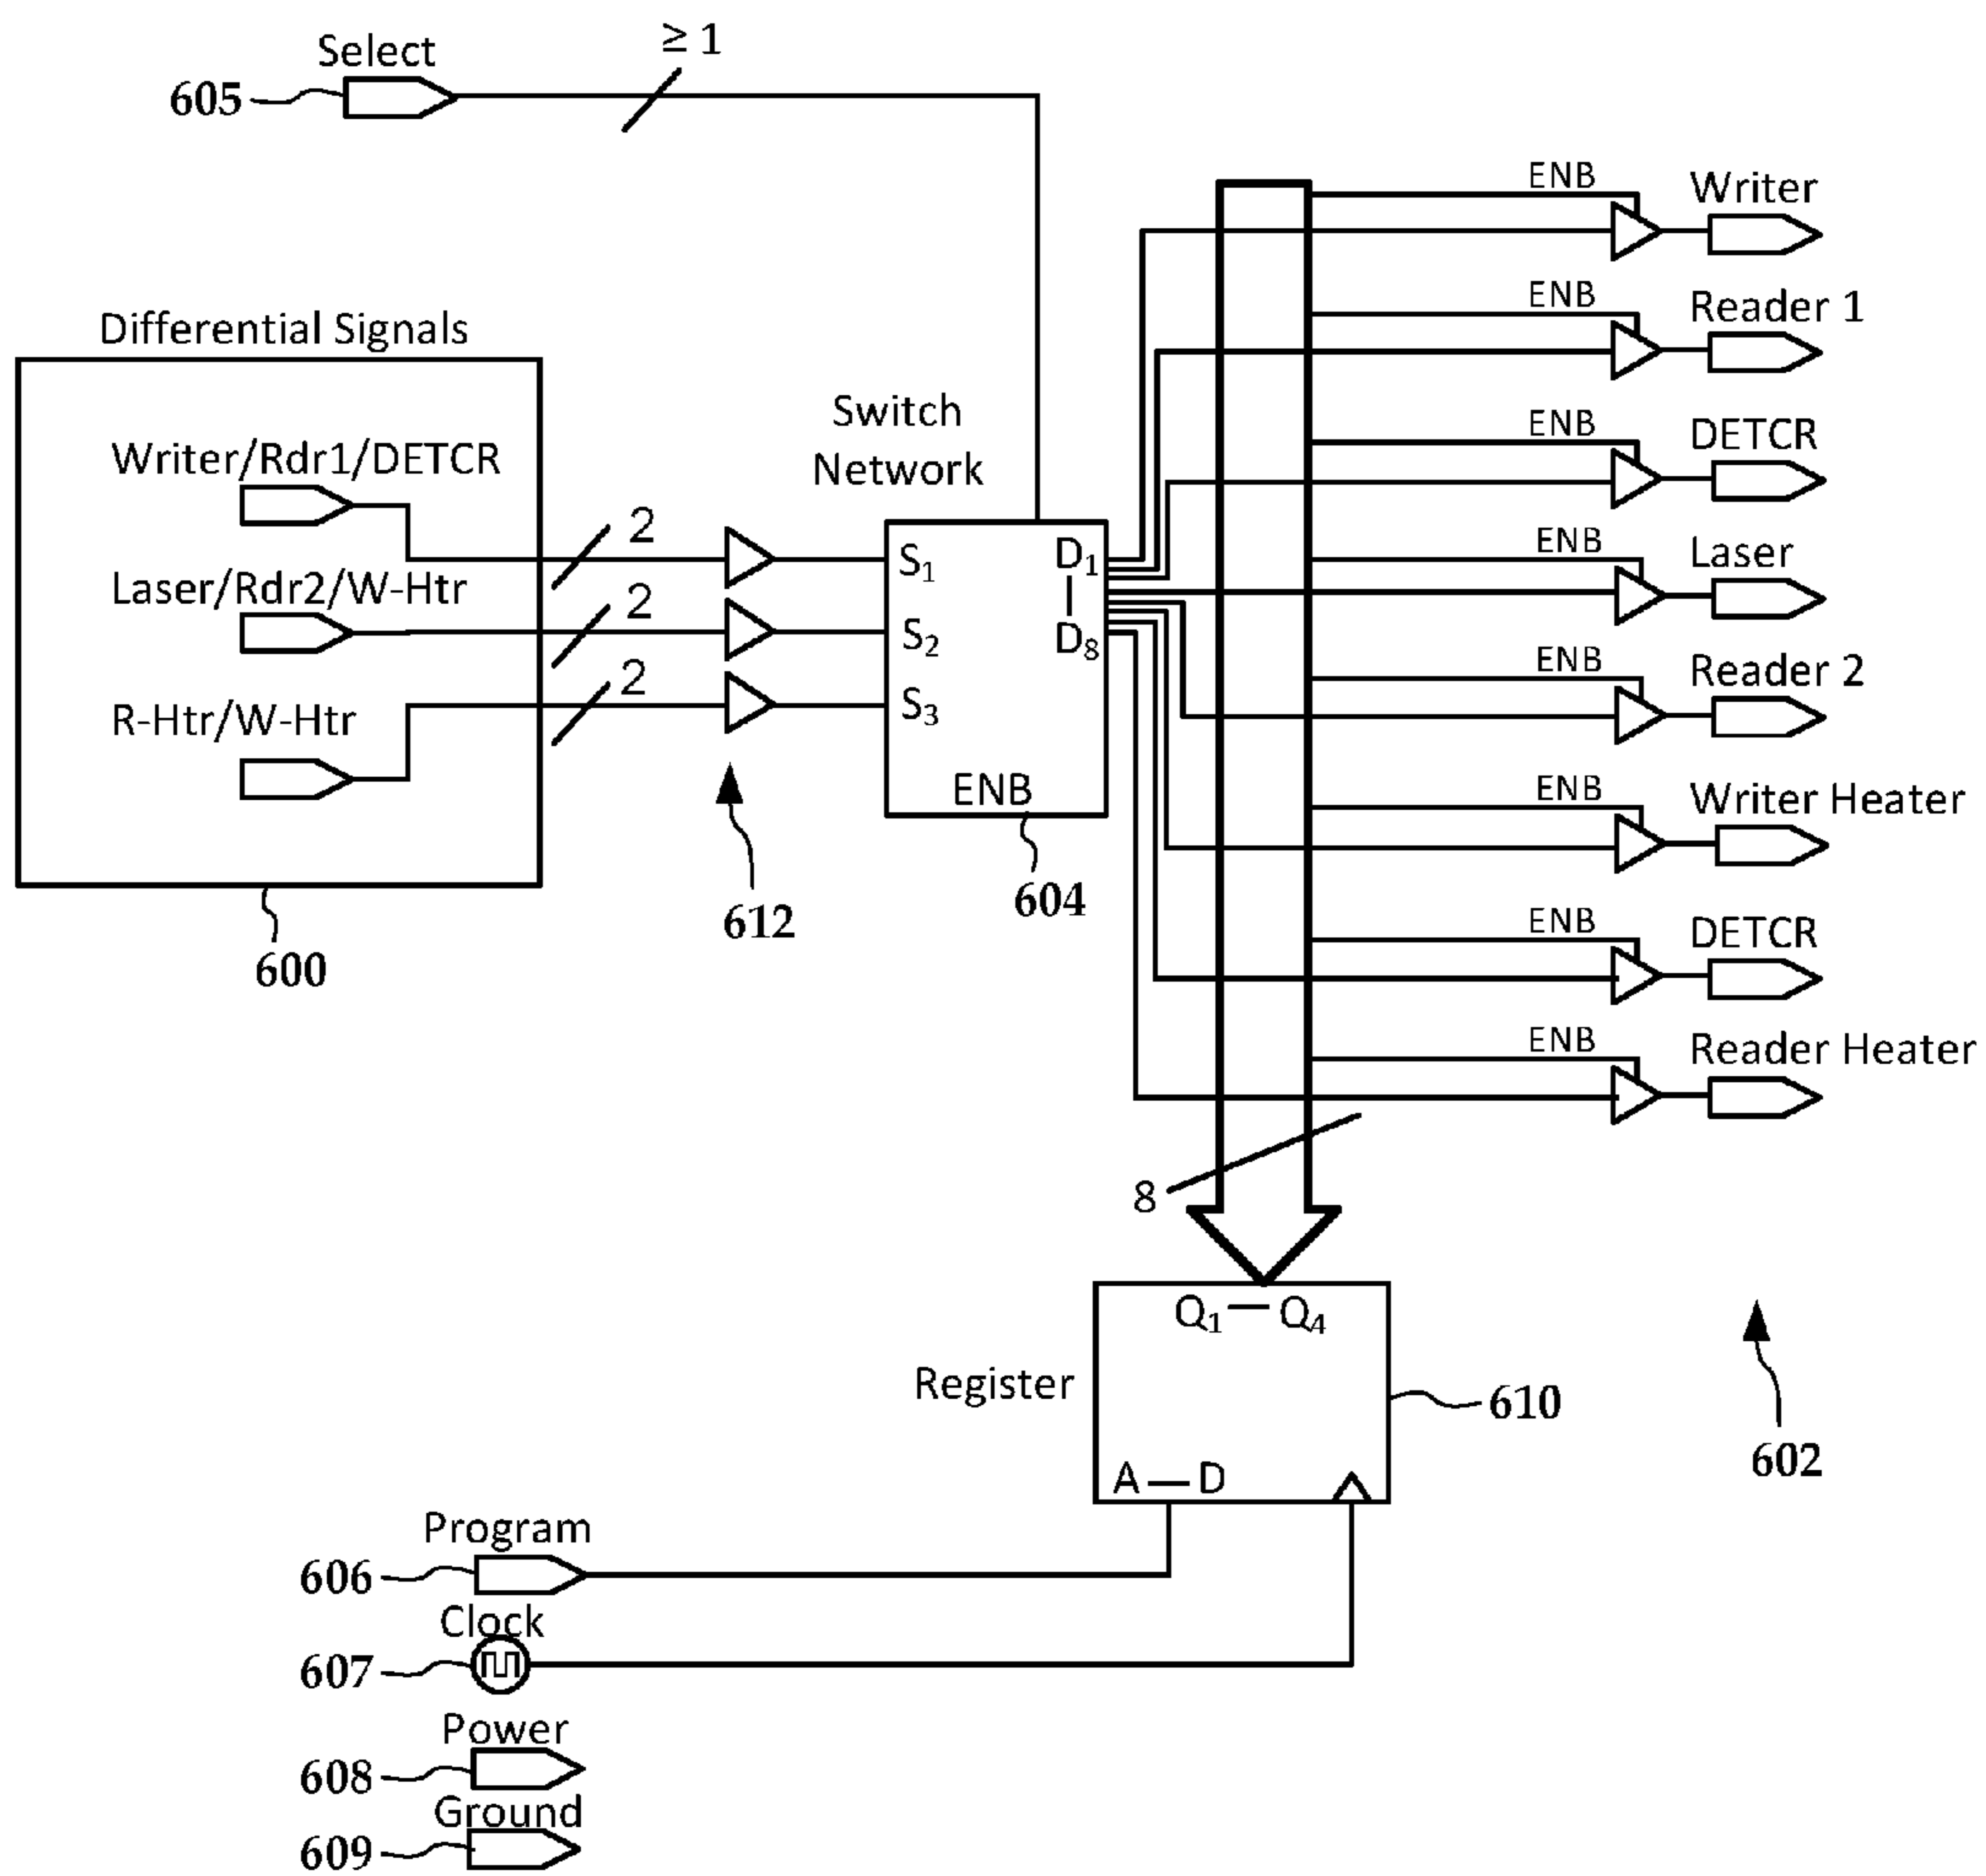 Select
≥ 1
605
ENB
Writer
ENB
Reader 1
Differential Signals
Switch
Network
ENB
DETCR
Writer/Rdr1/DETCR
2
S1
D1
ENB
Laser
Laser/Rdr2/W-Htr
2
S2
D8
ENB
Reader 2
R-Htr/W-Htr
2
S3
ENB
ENB
Writer Heater
612
604
600
ENB
DETCR
ENB
Reader Heater
8
Q1 — Q4
Register
610
602
A — D
Program
606
Clock
607
Power
608
Ground
609